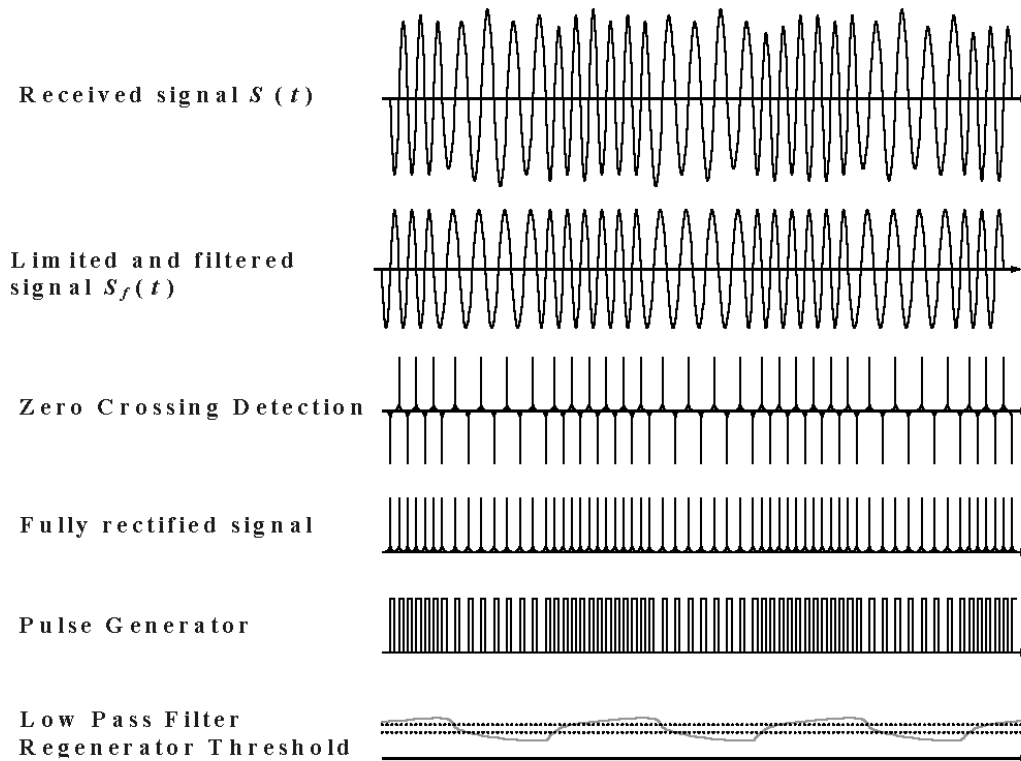 Received signal S (t)
Limited and filtered
signal S_f(t)
Zero Crossing Detection
Fully rectified signal
Pulse Generator
Low Pass Filter
Regenerator Threshold